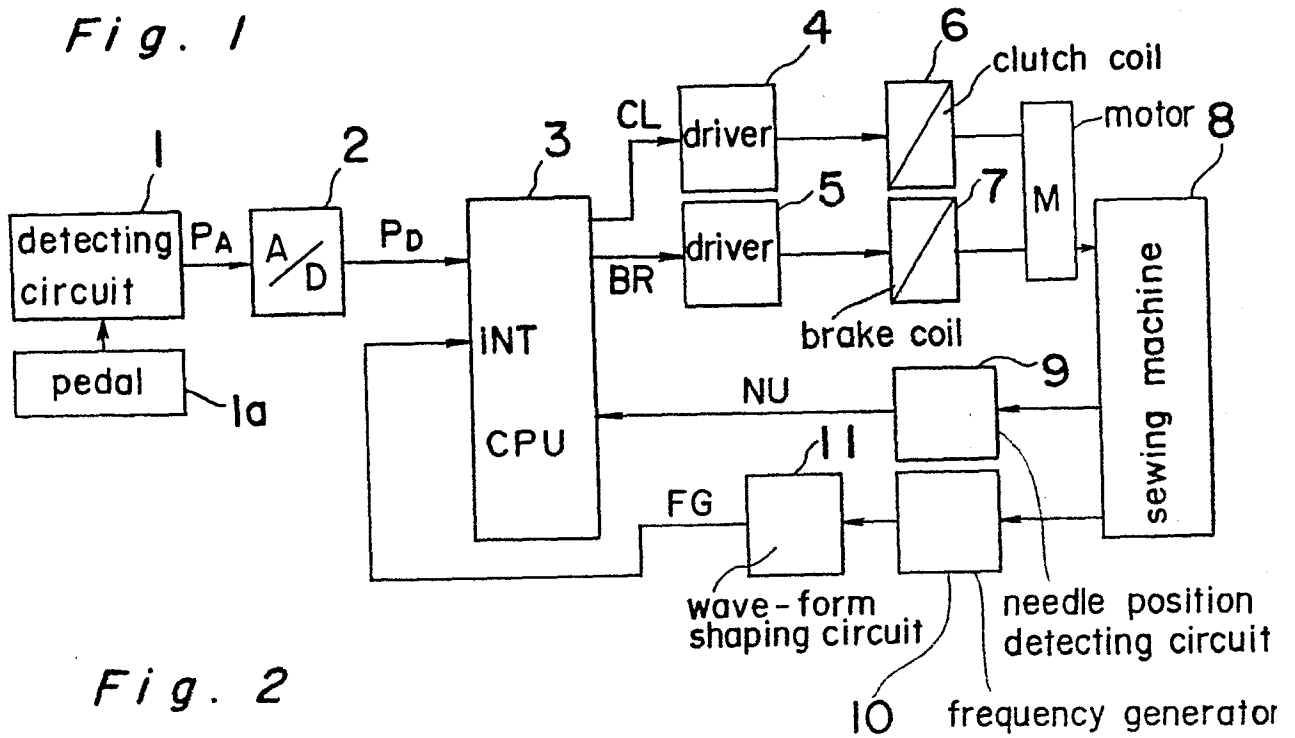 Fig. 1
1
detecting
circuit
PA
2
A/D
PD
pedal
1a
3
INT
CPU
CL
BR
4
driver
5
driver
6
clutch coil
7
brake coil
motor
M
8
sewing machine
NU
9
needle position
detecting circuit
FG
11
wave-form
shaping circuit
10
frequency generator
Fig. 2